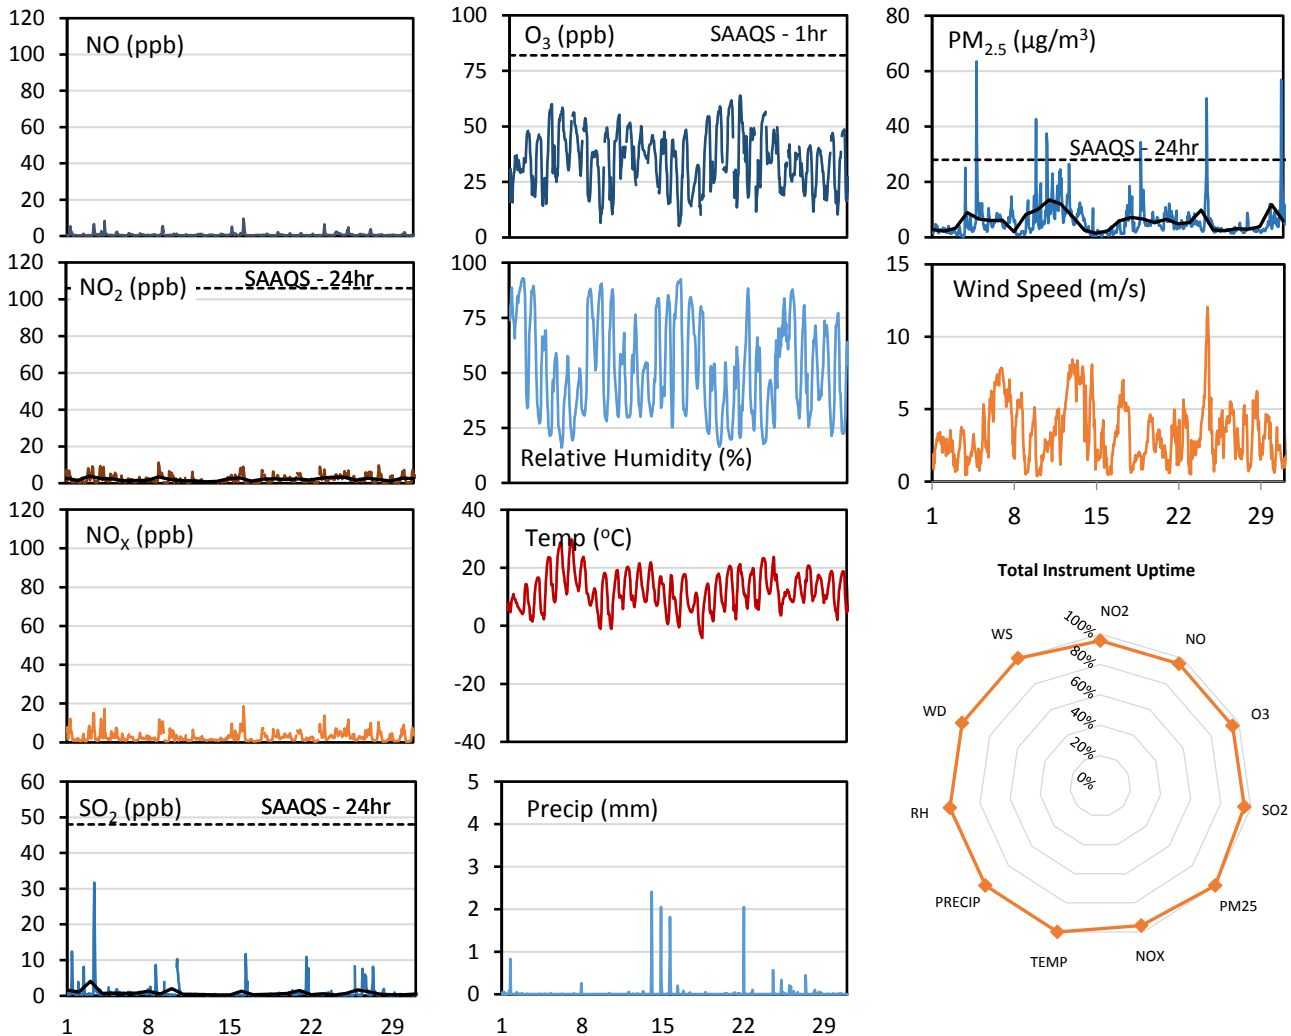 120
100
80
60
40
20
0
NO (ppb)
100
75
50
25
0
O3 (ppb)
SAAQS - 1hr
80
60
40
20
0
PM2.5 (µg/m³)
SAAQS - 24hr
120
100
80
60
40
20
0
NO2 (ppb)
SAAQS - 24hr
100
75
50
25
0
Relative Humidity (%)
15
10
5
0
Wind Speed (m/s)
1 8 15 22 29
120
100
80
60
40
20
0
NOX (ppb)
40
20
0
-20
-40
Temp (oC)
Total Instrument Uptime
NO2
NO
O3
SO2
PM25
NOX
TEMP
PRECIP
RH
WD
WS
100%
80%
60%
40%
20%
0%
60
50
40
30
20
10
0
SO2 (ppb)
SAAQS - 24hr
1 8 15 22 29
5
4
3
2
1
0
Precip (mm)
1 8 15 22 29